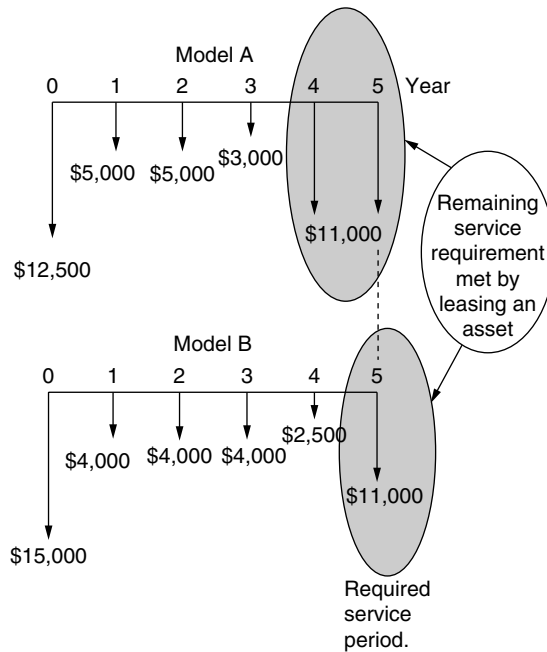 Model A
0 1 2 3 4 5 Year
$5,000 $5,000 $3,000
$11,000
$12,500
Remaining
service
requirement
met by
leasing an
asset
Model B
0 1 2 3 4 5
$4,000 $4,000 $4,000 $2,500
$11,000
$15,000
Required
service
period.